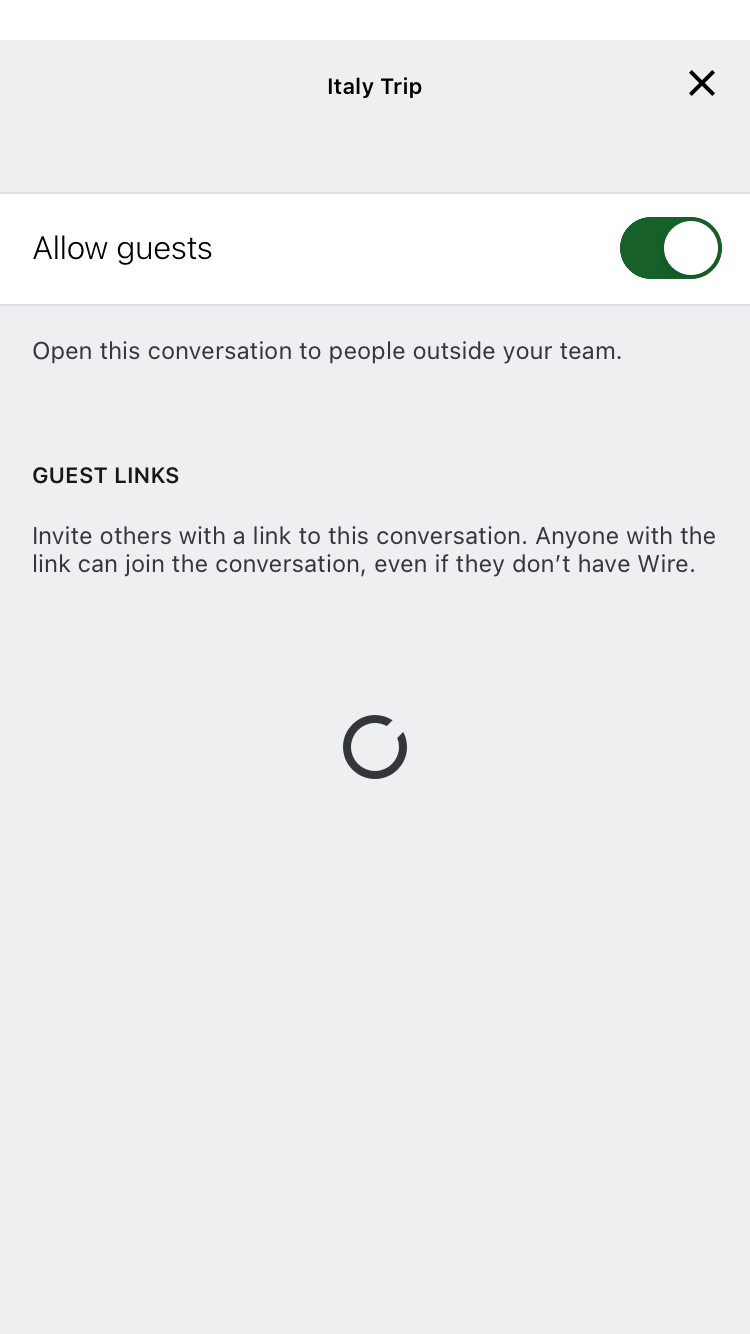 Italy Trip
Allow guests
Open this conversation to people outside your team.
GUEST LINKS
Invite others with a link to this conversation. Anyone with the
link can join the conversation, even if they don’t have Wire.